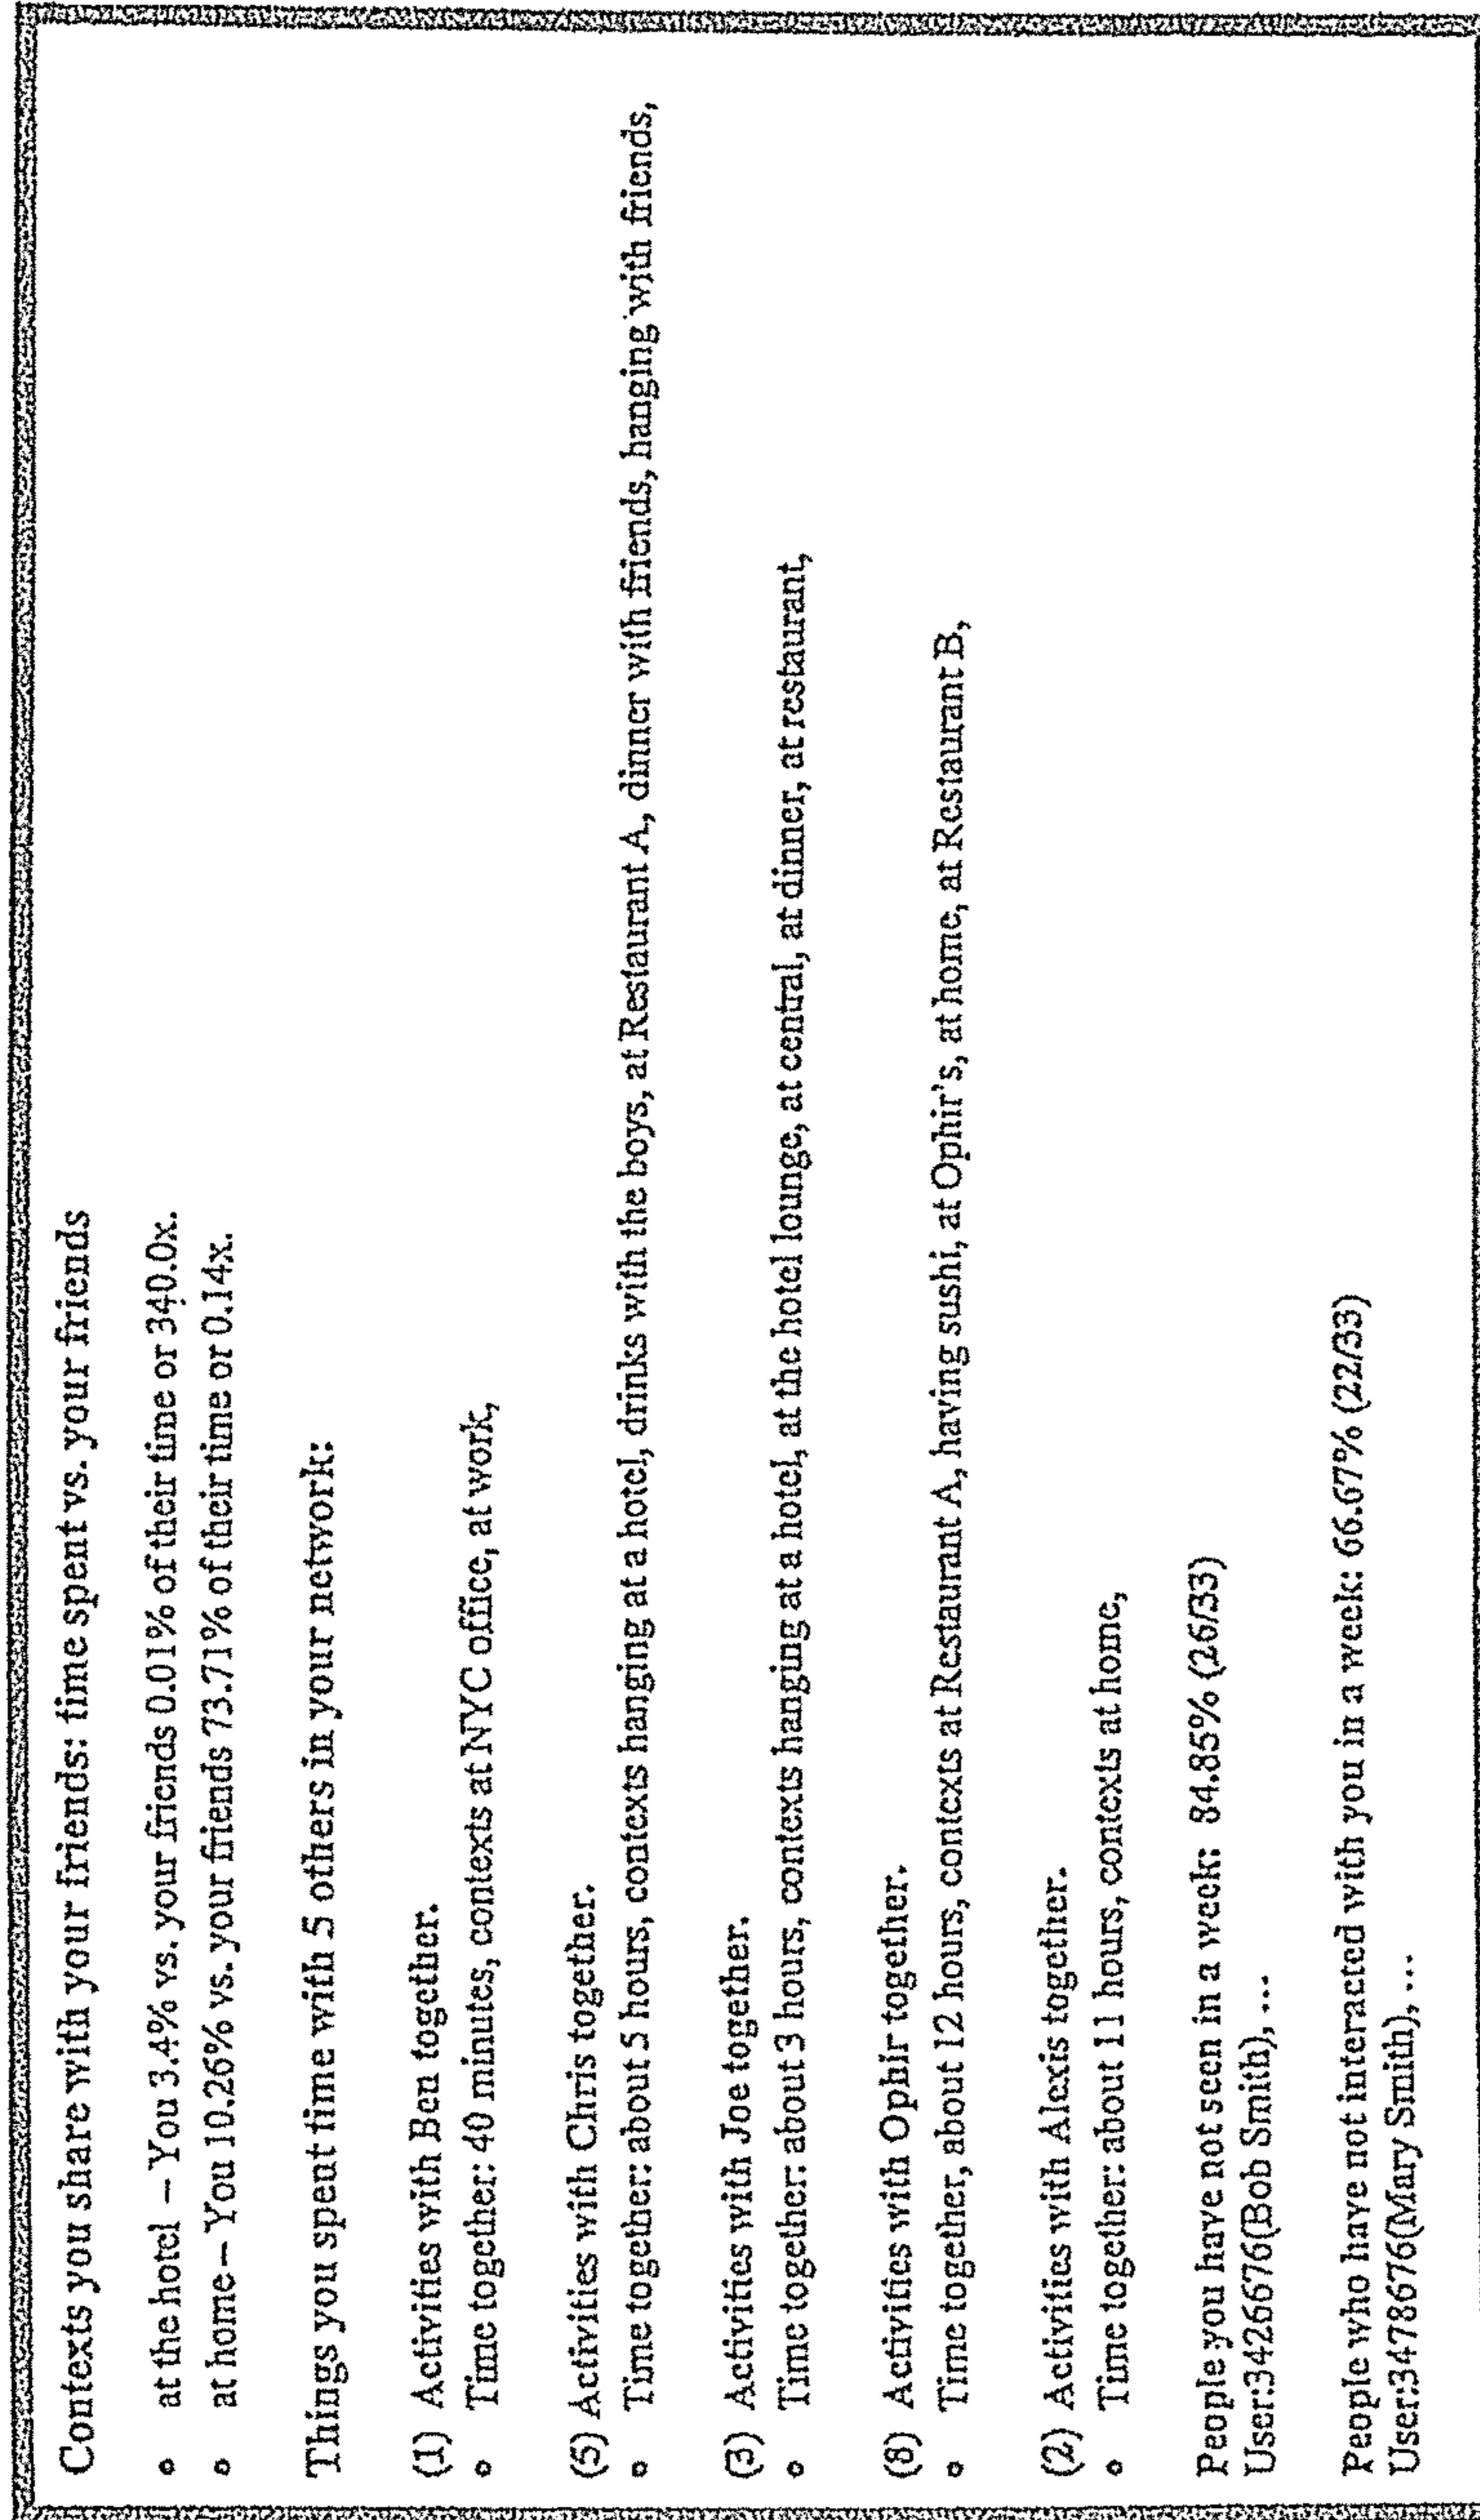 Contexts you share with your friends: time spent vs. your friends
o at the hotel – You 3.4% vs. your friends 0.01% of their time or 340.0x.
o at home – You 10.26% vs. your friends 73.71% of their time or 0.14x.
Things you spent time with 5 others in your network:
(1) Activities with Ben together.
o Time together: 40 minutes, contexts at NYC office, at work,
(5) Activities with Chris together.
o Time together: about 5 hours, contexts hanging at a hotel, drinks with the boys, at Restaurant A, dinner with friends, hanging with friends,
(3) Activities with Joe together.
o Time together: about 3 hours, contexts hanging at a hotel, at the hotel lounge, at central, at dinner, at restaurant,
(8) Activities with Ophir together.
o Time together, about 12 hours, contexts at Restaurant A, having sushi, at Ophir's, at home, at Restaurant B,
(2) Activities with Alexis together.
o Time together: about 11 hours, contexts at home,
People you have not seen in a week: 84.85% (26/33)
User:3426676(Bob Smith), ...
People who have not interacted with you in a week: 66.67% (22/33)
User:3478676(Mary Smith), ...